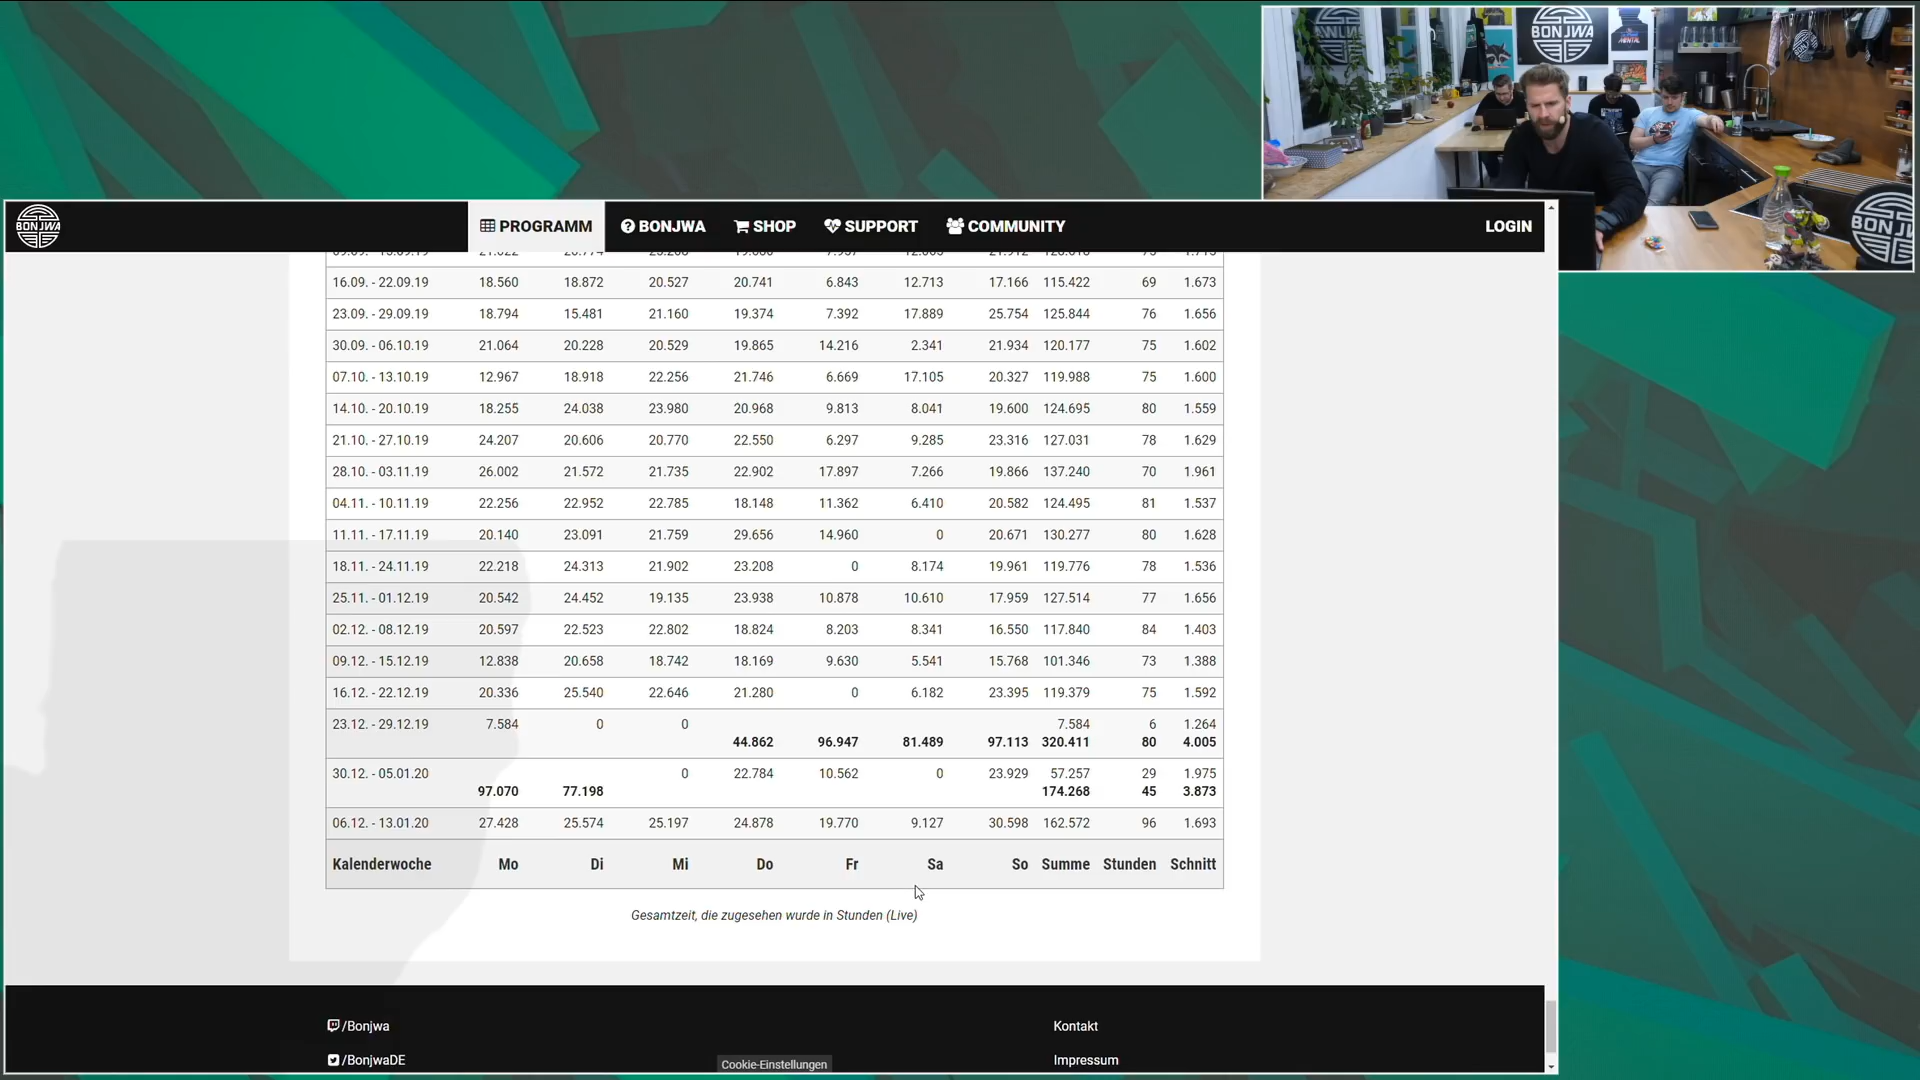 BONJWA
MENTAL
BONJWA
PROGRAMM BONJWA SHOP SUPPORT COMMUNITY LOGIN
16.09. - 22.09.19 18.560 18.872 20.527 20.741 6.843 12.713 17.166 115.422 69 1.673
23.09. - 29.09.19 18.794 15.481 21.160 19.374 7.392 17.889 25.754 125.844 76 1.656
30.09. - 06.10.19 21.064 20.228 20.529 19.865 14.216 2.341 21.934 120.177 75 1.602
07.10. - 13.10.19 12.967 18.918 22.256 21.746 6.669 17.105 20.327 119.988 75 1.600
14.10. - 20.10.19 18.255 24.038 23.980 20.968 9.813 8.041 19.600 124.695 80 1.559
21.10. - 27.10.19 24.207 20.606 20.770 22.550 6.297 9.285 23.316 127.031 78 1.629
28.10. - 03.11.19 26.002 21.572 21.735 22.902 17.897 7.266 19.866 137.240 70 1.961
04.11. - 10.11.19 22.256 22.952 22.785 18.148 11.362 6.410 20.582 124.495 81 1.537
11.11. - 17.11.19 20.140 23.091 21.759 29.656 14.960 0 20.671 130.277 80 1.628
18.11. - 24.11.19 22.218 24.313 21.902 23.208 0 8.174 19.961 119.776 78 1.536
25.11. - 01.12.19 20.542 24.452 19.135 23.938 10.878 10.610 17.959 127.514 77 1.656
02.12. - 08.12.19 20.597 22.523 22.802 18.824 8.203 8.341 16.550 117.840 84 1.403
09.12. - 15.12.19 12.838 20.658 18.742 18.169 9.630 5.541 15.768 101.346 73 1.388
16.12. - 22.12.19 20.336 25.540 22.646 21.280 0 6.182 23.395 119.379 75 1.592
23.12. - 29.12.19 7.584 0 0 7.584 6 1.264
44.862 96.947 81.489 97.113 320.411 80 4.005
30.12. - 05.01.20 0 22.784 10.562 0 23.929 57.257 29 1.975
97.070 77.198 174.268 45 3.873
06.12. - 13.01.20 27.428 25.574 25.197 24.878 19.770 9.127 30.598 162.572 96 1.693
Kalenderwoche Mo Di Mi Do Fr Sa So Summe Stunden Schnitt
Gesamtzeit, die zugesehen wurde in Stunden (Live)
/Bonjwa Kontakt
/BonjwaDE Impressum
Cookie-Einstellungen